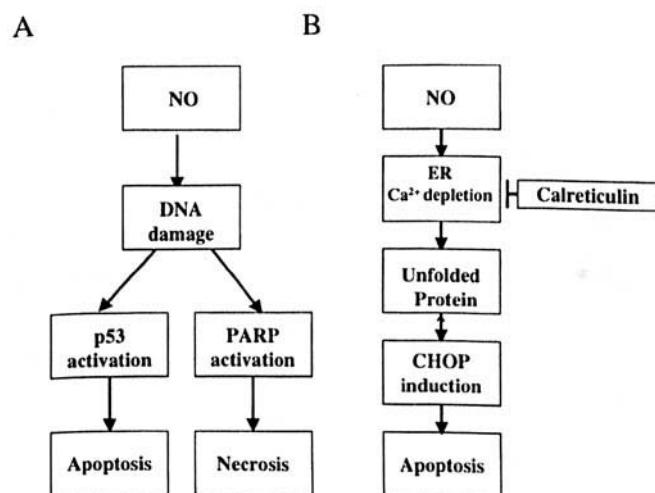 A
NO
DNA
damage
p53
activation
PARP
activation
Apoptosis
Necrosis
B
NO
ER
Ca²⁺ depletion
Calreticulin
Unfolded
Protein
CHOP
induction
Apoptosis